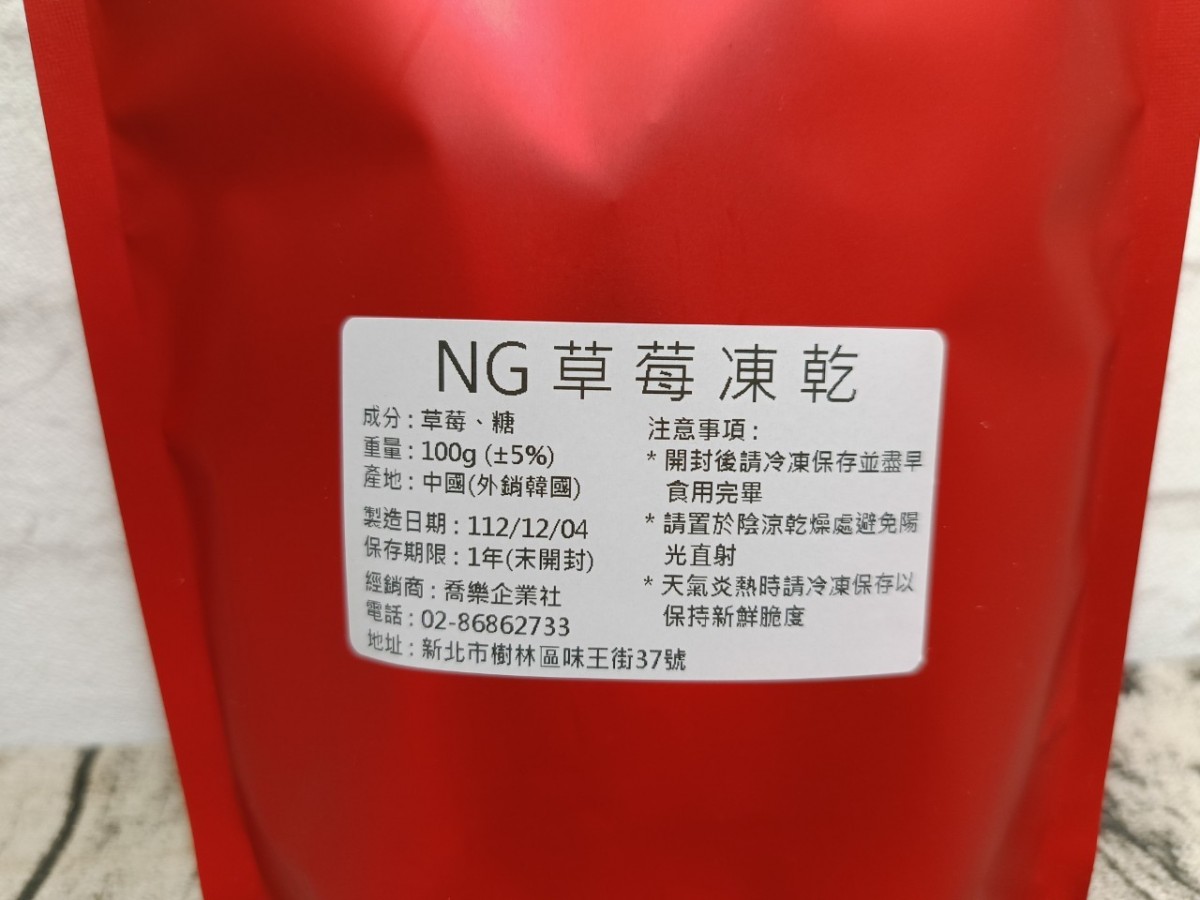 NG 草莓凍乾
成分：草莓、糖
重量：100g (±5%)
產地：中國(外銷韓國)
製造日期：112/12/04
保存期限：1年(未開封)
經銷商：喬樂企業社
電話：02-86862733
地址：新北市樹林區味王街37號
注意事項：
* 開封後請冷凍保存並盡早
食用完畢
* 請置於陰涼乾燥處避免陽
光直射
* 天氣炎熱時請冷凍保存以
保持新鮮脆度